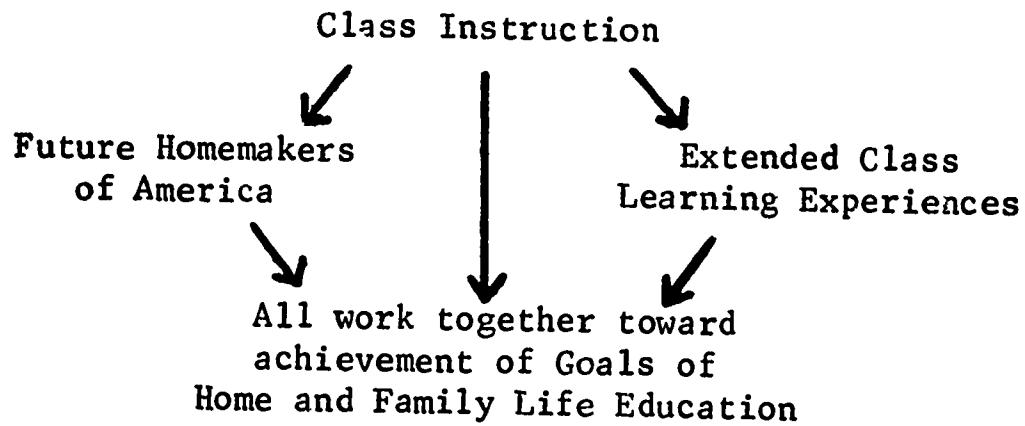 Class Instruction
Future Homemakers
of America
Extended Class
Learning Experiences
All work together toward
achievement of Goals of
Home and Family Life Education